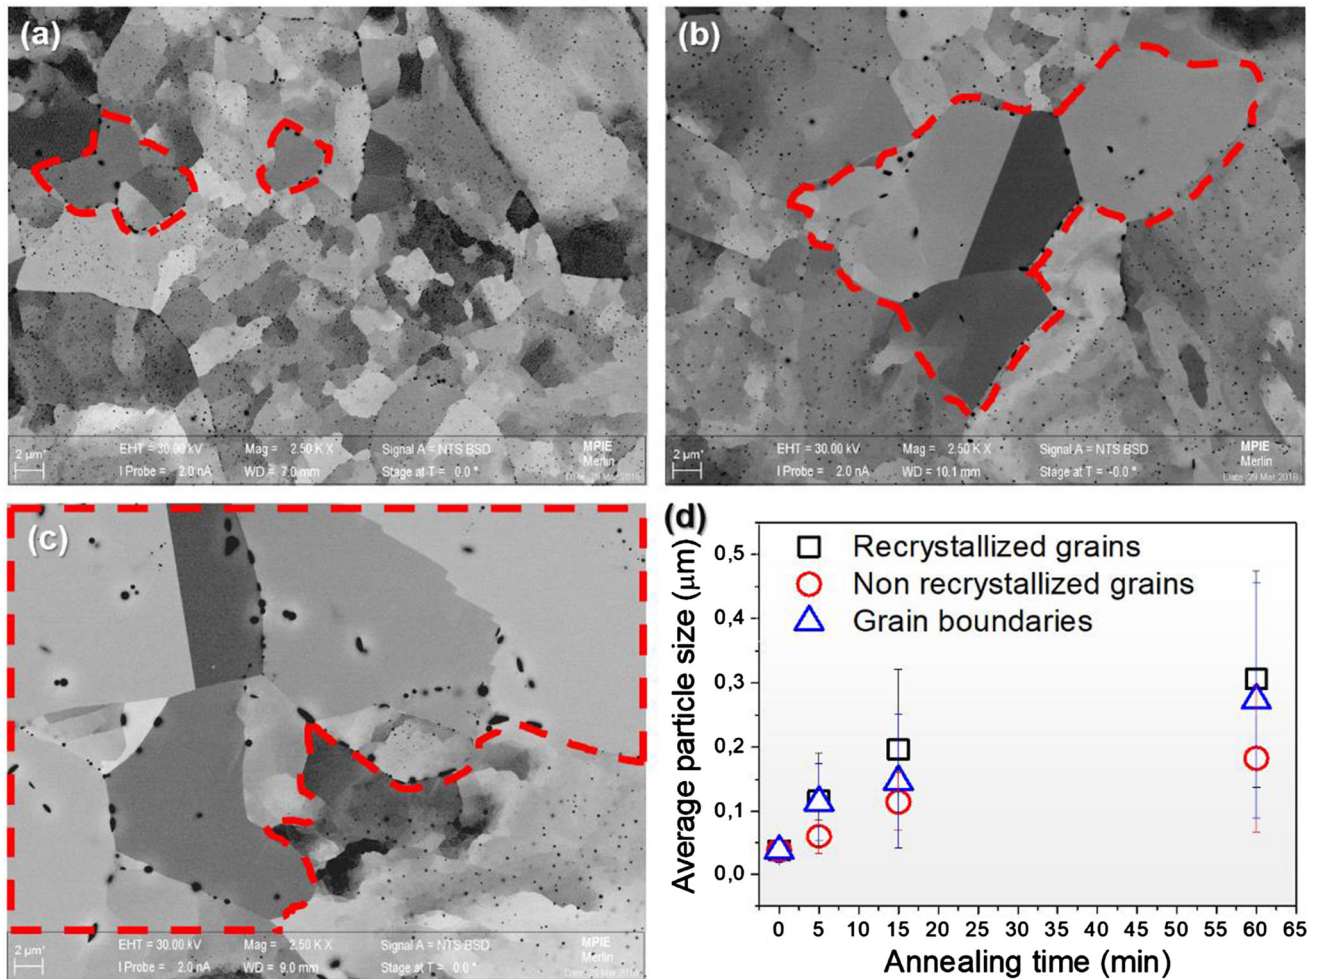 (a)
2 µm
EHT = 30.00 kV
Mag = 2.50 K X
Signal A = NTS BSD
MPIE
I Probe = 2.0 nA
WD = 7.0 mm
Stage at T = 0.0 °
Merlin
(b)
2 µm
EHT = 30.00 kV
Mag = 2.50 K X
Signal A = NTS BSD
MPIE
I Probe = 2.0 nA
WD = 10.1 mm
Stage at T = -0.0 °
Merlin
Date :29 Mar 2018
(c)
2 µm
EHT = 30.00 kV
Mag = 2.50 K X
Signal A = NTS BSD
MPIE
I Probe = 2.0 nA
WD = 9.0 mm
Stage at T = 0.0 °
Merlin
(d)
Average particle size (µm)
0,5
0,4
0,3
0,2
0,1
0,0
Recrystallized grains
Non recrystallized grains
Grain boundaries
0 5 10 15 20 25 30 35 40 45 50 55 60 65
Annealing time (min)